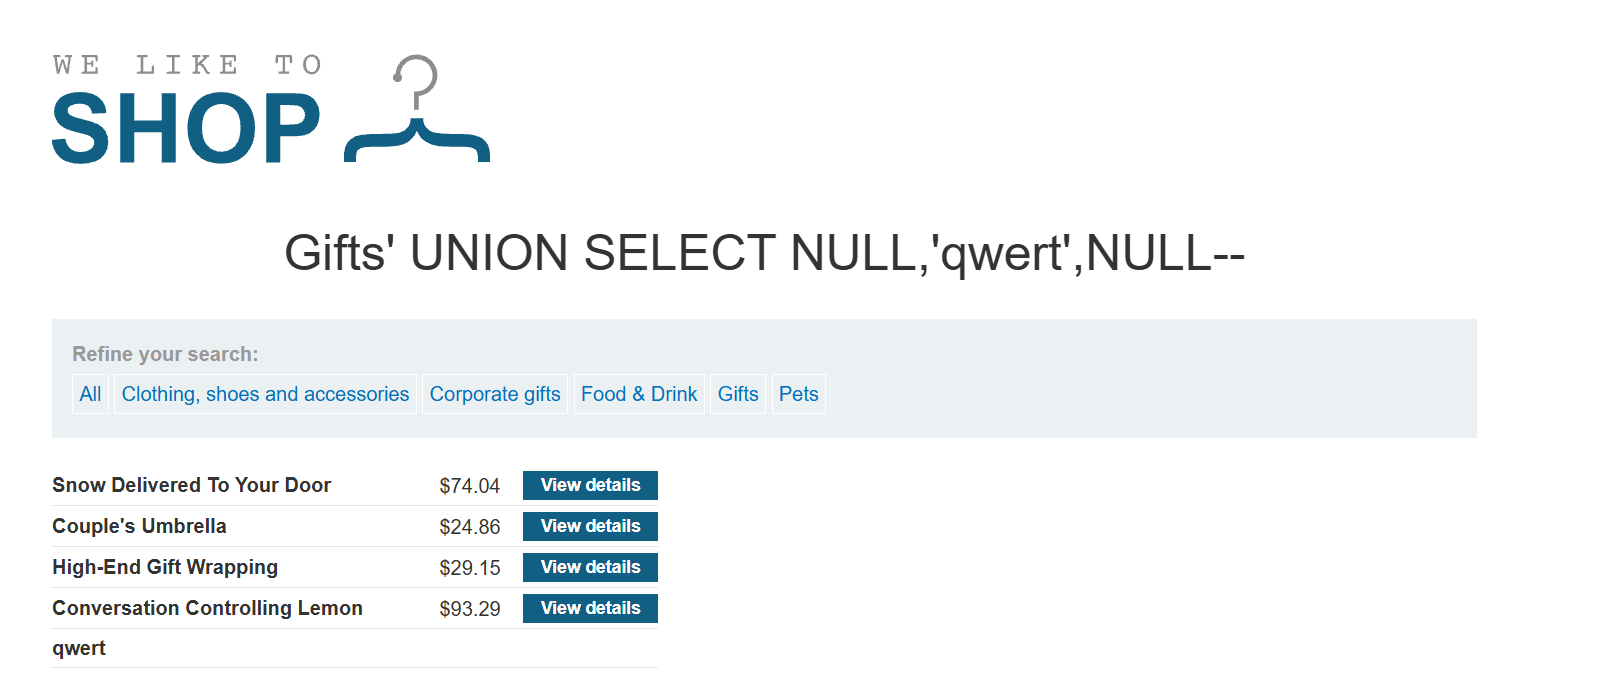 WE LIKE TO
SHOP
Gifts' UNION SELECT NULL,'qwert',NULL--
Refine your search:
All Clothing, shoes and accessories Corporate gifts Food & Drink Gifts Pets
Snow Delivered To Your Door $74.04 View details
Couple's Umbrella $24.86 View details
High-End Gift Wrapping $29.15 View details
Conversation Controlling Lemon $93.29 View details
qwert